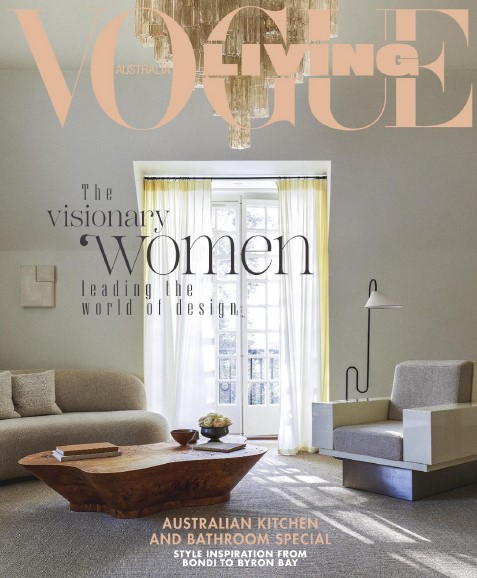 VOGUE
AUSTRALIA
LIVING
The
visionary
women
leading the
world of design
AUSTRALIAN KITCHEN
AND BATHROOM SPECIAL
STYLE INSPIRATION FROM
BONDI TO BYRON BAY